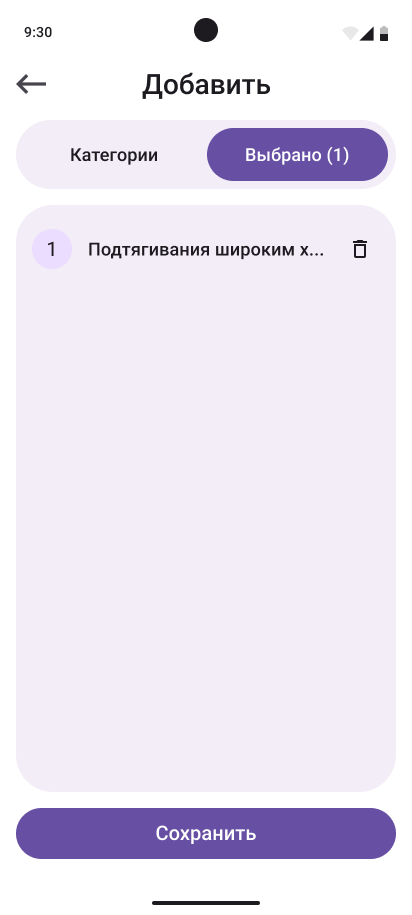 9:30
Добавить
Категории
Выбрано (1)
1
Подтягивания широким х...
Сохранить